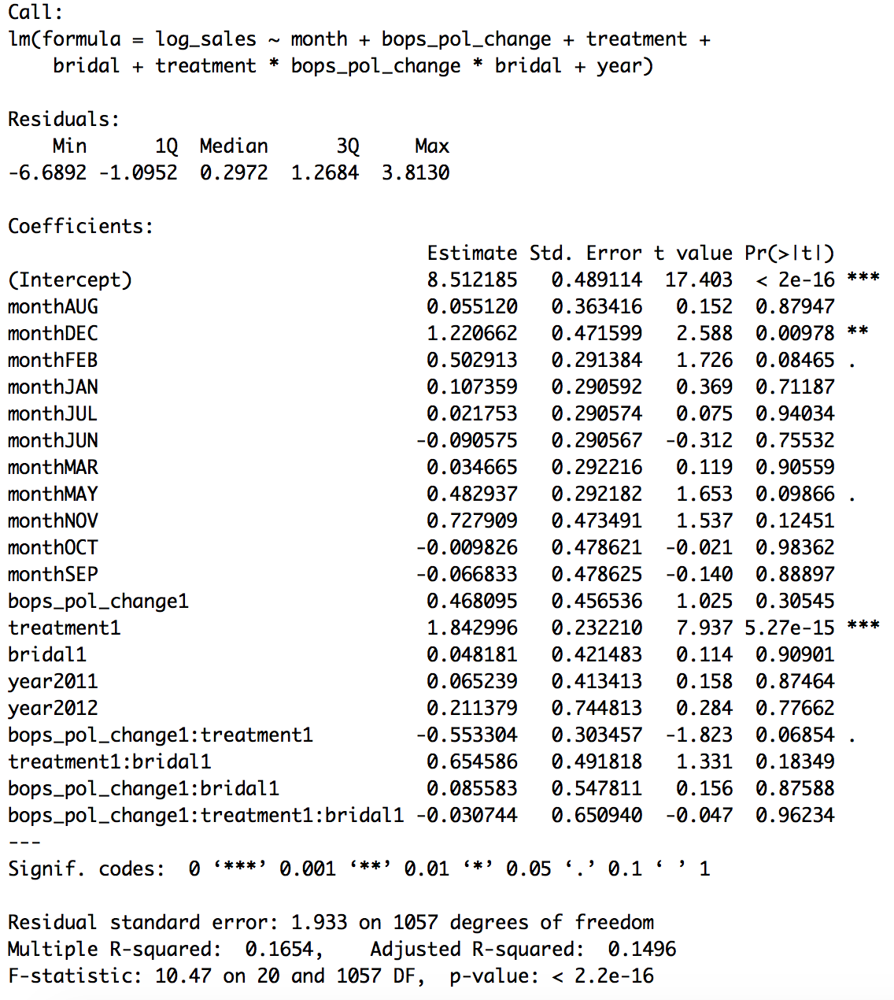 Call:
lm(formula = log_sales ~ month + bops_pol_change + treatment +
    bridal + treatment * bops_pol_change * bridal + year)

Residuals:
    Min      1Q  Median      3Q     Max
-6.6892 -1.0952  0.2972  1.2684  3.8130

Coefficients:
                                     Estimate Std. Error t value Pr(>|t|)
(Intercept)                          8.512185   0.489114  17.403  < 2e-16 ***
monthAUG                             0.055120   0.363416   0.152  0.87947
monthDEC                             1.220662   0.471599   2.588  0.00978 **
monthFEB                             0.502913   0.291384   1.726  0.08465 .
monthJAN                             0.107359   0.290592   0.369  0.71187
monthJUL                             0.021753   0.290574   0.075  0.94034
monthJUN                            -0.090575   0.290567  -0.312  0.75532
monthMAR                             0.034665   0.292216   0.119  0.90559
monthMAY                             0.482937   0.292182   1.653  0.09866 .
monthNOV                             0.727909   0.473491   1.537  0.12451
monthOCT                            -0.009826   0.478621  -0.021  0.98362
monthSEP                            -0.066833   0.478625  -0.140  0.88897
bops_pol_change1                     0.468095   0.456536   1.025  0.30545
treatment1                           1.842996   0.232210   7.937 5.27e-15 ***
bridal1                              0.048181   0.421483   0.114  0.90901
year2011                             0.065239   0.413413   0.158  0.87464
year2012                             0.211379   0.744813   0.284  0.77662
bops_pol_change1:treatment1         -0.553304   0.303457  -1.823  0.06854 .
treatment1:bridal1                   0.654586   0.491818   1.331  0.18349
bops_pol_change1:bridal1             0.085583   0.547811   0.156  0.87588
bops_pol_change1:treatment1:bridal1 -0.030744   0.650940  -0.047  0.96234
---
Signif. codes:  0 ‘***’ 0.001 ‘**’ 0.01 ‘*’ 0.05 ‘.’ 0.1 ‘ ’ 1

Residual standard error: 1.933 on 1057 degrees of freedom
Multiple R-squared:  0.1654,    Adjusted R-squared:  0.1496
F-statistic: 10.47 on 20 and 1057 DF,  p-value: < 2.2e-16